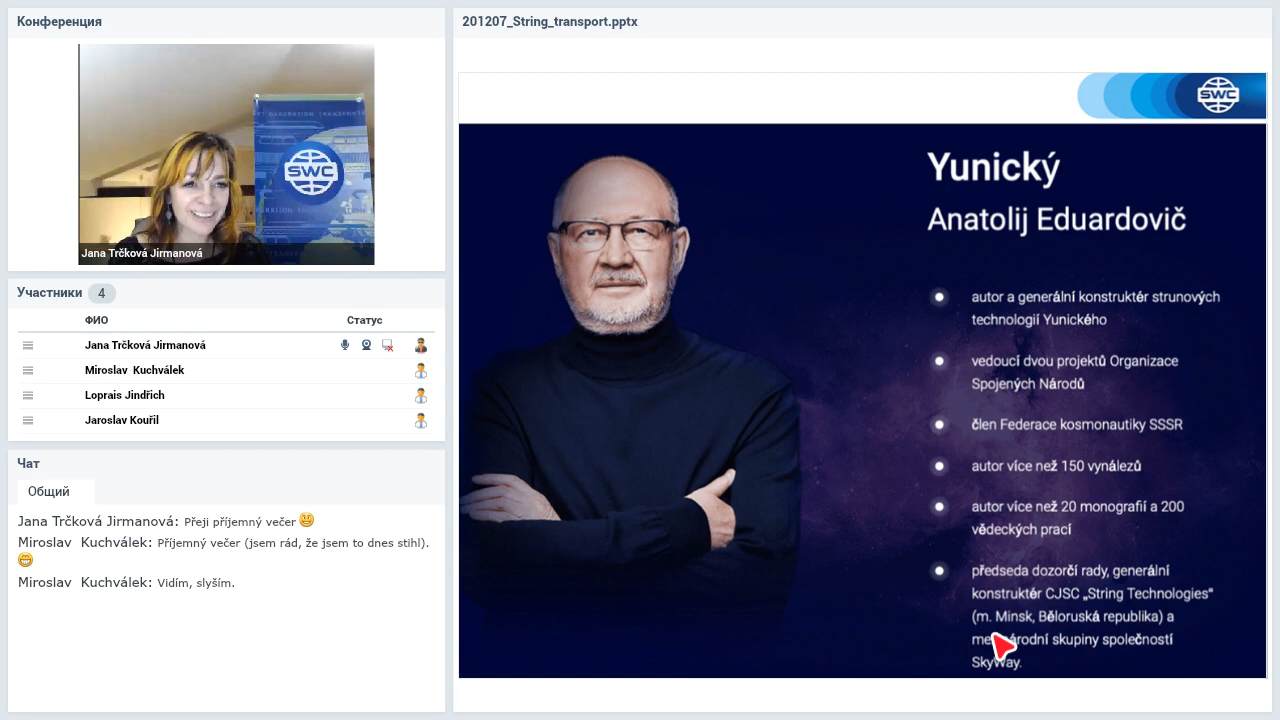 Конференция
SWC
Jana Trčková Jirmanová
Участники 4
ФИО Статус
Jana Trčková Jirmanová
Miroslav Kuchválek
Loprais Jindřich
Jaroslav Kouřil
Чат
Общий
Jana Trčková Jirmanová: Přeji příjemný večer
Miroslav Kuchválek: Příjemný večer (jsem rád, že jsem to dnes stihl).
Miroslav Kuchválek: Vidím, slyším.
201207_String_transport.pptx
SWC
Yunický
Anatolij Eduardovič
autor a generální konstruktér strunových
technologií Yunického
vedoucí dvou projektů Organizace
Spojených Národů
člen Federace kosmonautiky SSSR
autor více než 150 vynálezů
autor více než 20 monografií a 200
vědeckých prací
předseda dozorčí rady, generální
konstruktér CJSC „String Technologies“
(m. Minsk, Běloruská republika) a
skupiny společností
SkyWay.